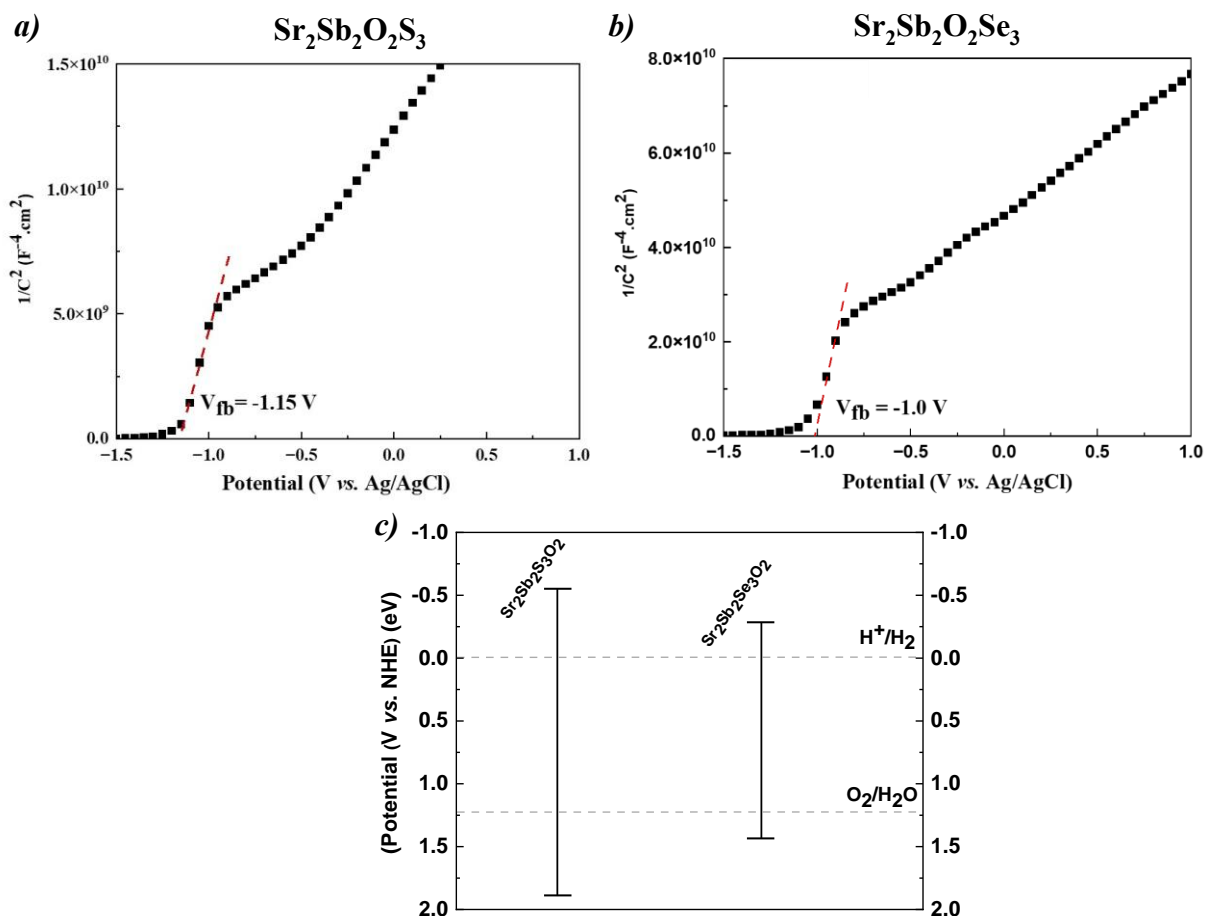 a)
Sr2Sb2O2S3
1.5×10^10
1.0×10^10
5.0×10^9
0.0
1/C^2 (F^-4.cm^2)
Vfb= -1.15 V
−1.5 −1.0 −0.5 0.0 0.5 1.0
Potential (V vs. Ag/AgCl)
b)
Sr2Sb2O2Se3
8.0×10^10
6.0×10^10
4.0×10^10
2.0×10^10
0.0
1/C^2 (F^-4.cm^2)
Vfb = -1.0 V
−1.5 −1.0 −0.5 0.0 0.5 1.0
Potential (V vs. Ag/AgCl)
c)
-1.0
-0.5
0.0
0.5
1.0
1.5
2.0
(Potential (V vs. NHE) (eV)
Sr2Sb2S3O2
Sr2Sb2Se3O2
H+/H2
O2/H2O
-1.0
-0.5
0.0
0.5
1.0
1.5
2.0